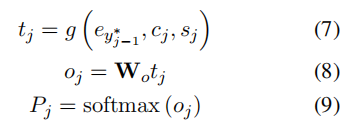 t_j = g (e_{y^*_{j-1}}, c_j, s_j) (7)
o_j = W_o t_j (8)
P_j = softmax (o_j) (9)